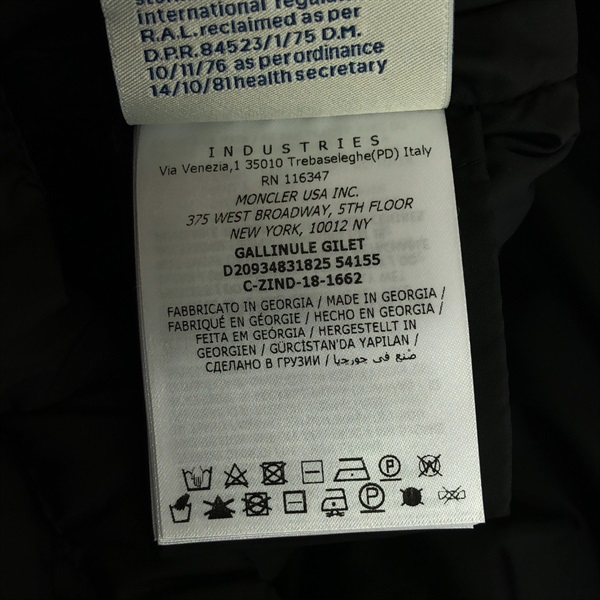 international regula
R.A.L.reclaimed as per
D.P.R.84523/1/75 D.M.
10/11/76 as per ordinance
14/10/81 health secretary
INDUSTRIES
Via Venezia,1 35010 Trebaseleghe(PD) Italy
RN 116347
MONCLER USA INC.
375 WEST BROADWAY, 5TH FLOOR
NEW YORK, 10012 NY
GALLINULE GILET
D20934831825 54155
C-ZIND-18-1662
FABBRICATO IN GEORGIA / MADE IN GEORGIA /
FABRIQUÉ EN GÉORGIE / HECHO EN GEORGIA /
FEITA EM GEÓRGIA / HERGESTELLT IN
GEORGIEN / GÜRCİSTAN'DA YAPILAN /
СДЕЛАНО В ГРУЗИИ / صُنع في جورجيا
P
P